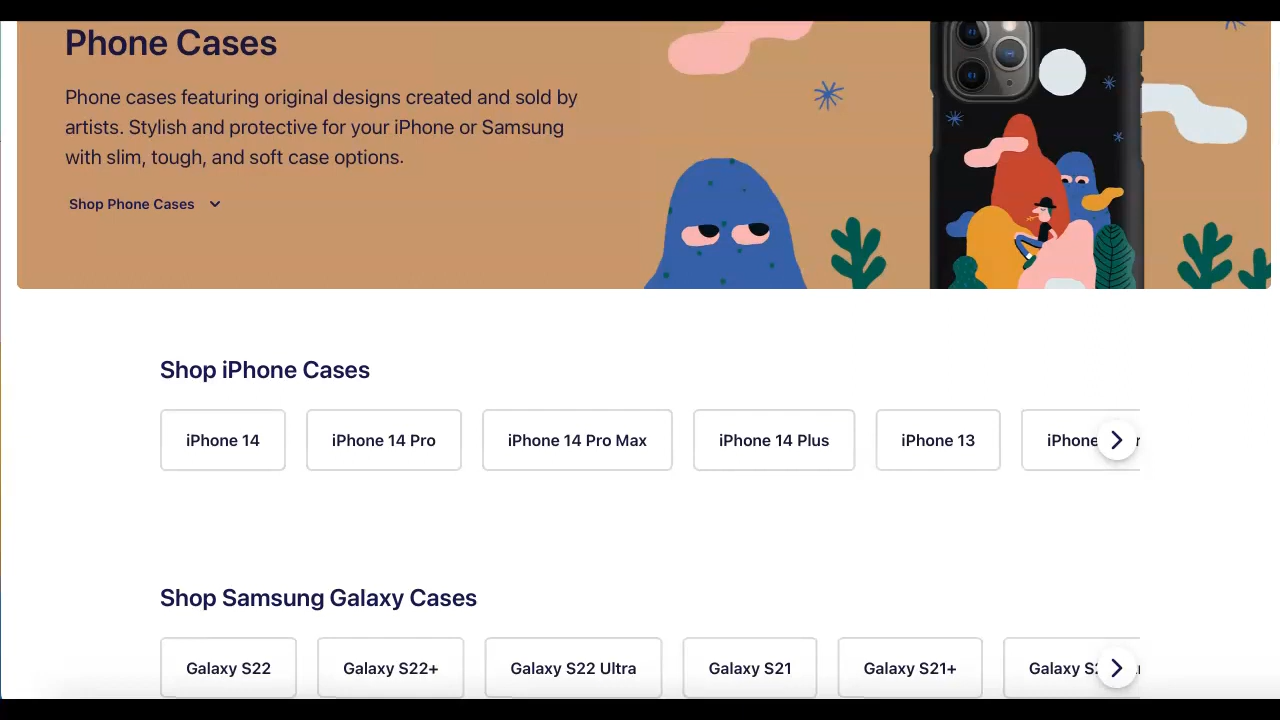 Phone Cases
Phone cases featuring original designs created and sold by
artists. Stylish and protective for your iPhone or Samsung
with slim, tough, and soft case options.
Shop Phone Cases
Shop iPhone Cases
iPhone 14
iPhone 14 Pro
iPhone 14 Pro Max
iPhone 14 Plus
iPhone 13
iPhone
Shop Samsung Galaxy Cases
Galaxy S22
Galaxy S22+
Galaxy S22 Ultra
Galaxy S21
Galaxy S21+
Galaxy